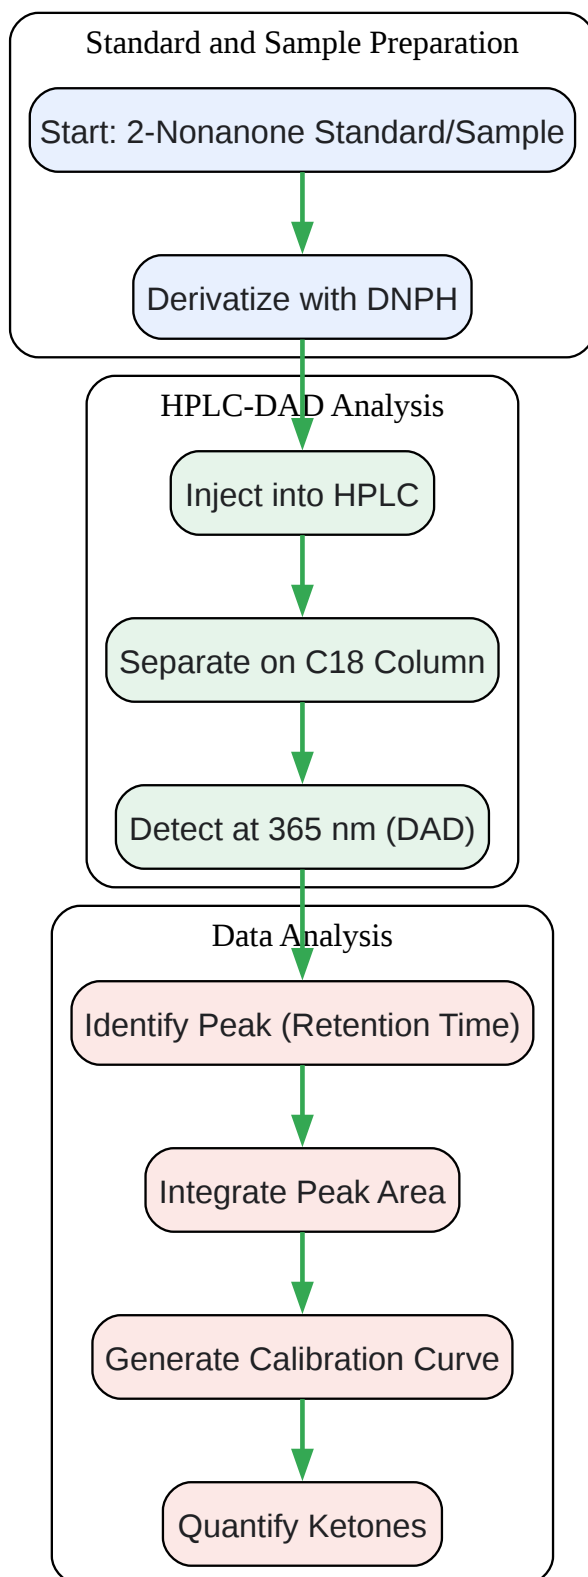 Standard and Sample Preparation
Start: 2-Nonanone Standard/Sample
Derivatize with DNPH
HPLC-DAD Analysis
Inject into HPLC
Separate on C18 Column
Detect at 365 nm (DAD)
Data Analysis
Identify Peak (Retention Time)
Integrate Peak Area
Generate Calibration Curve
Quantify Ketones